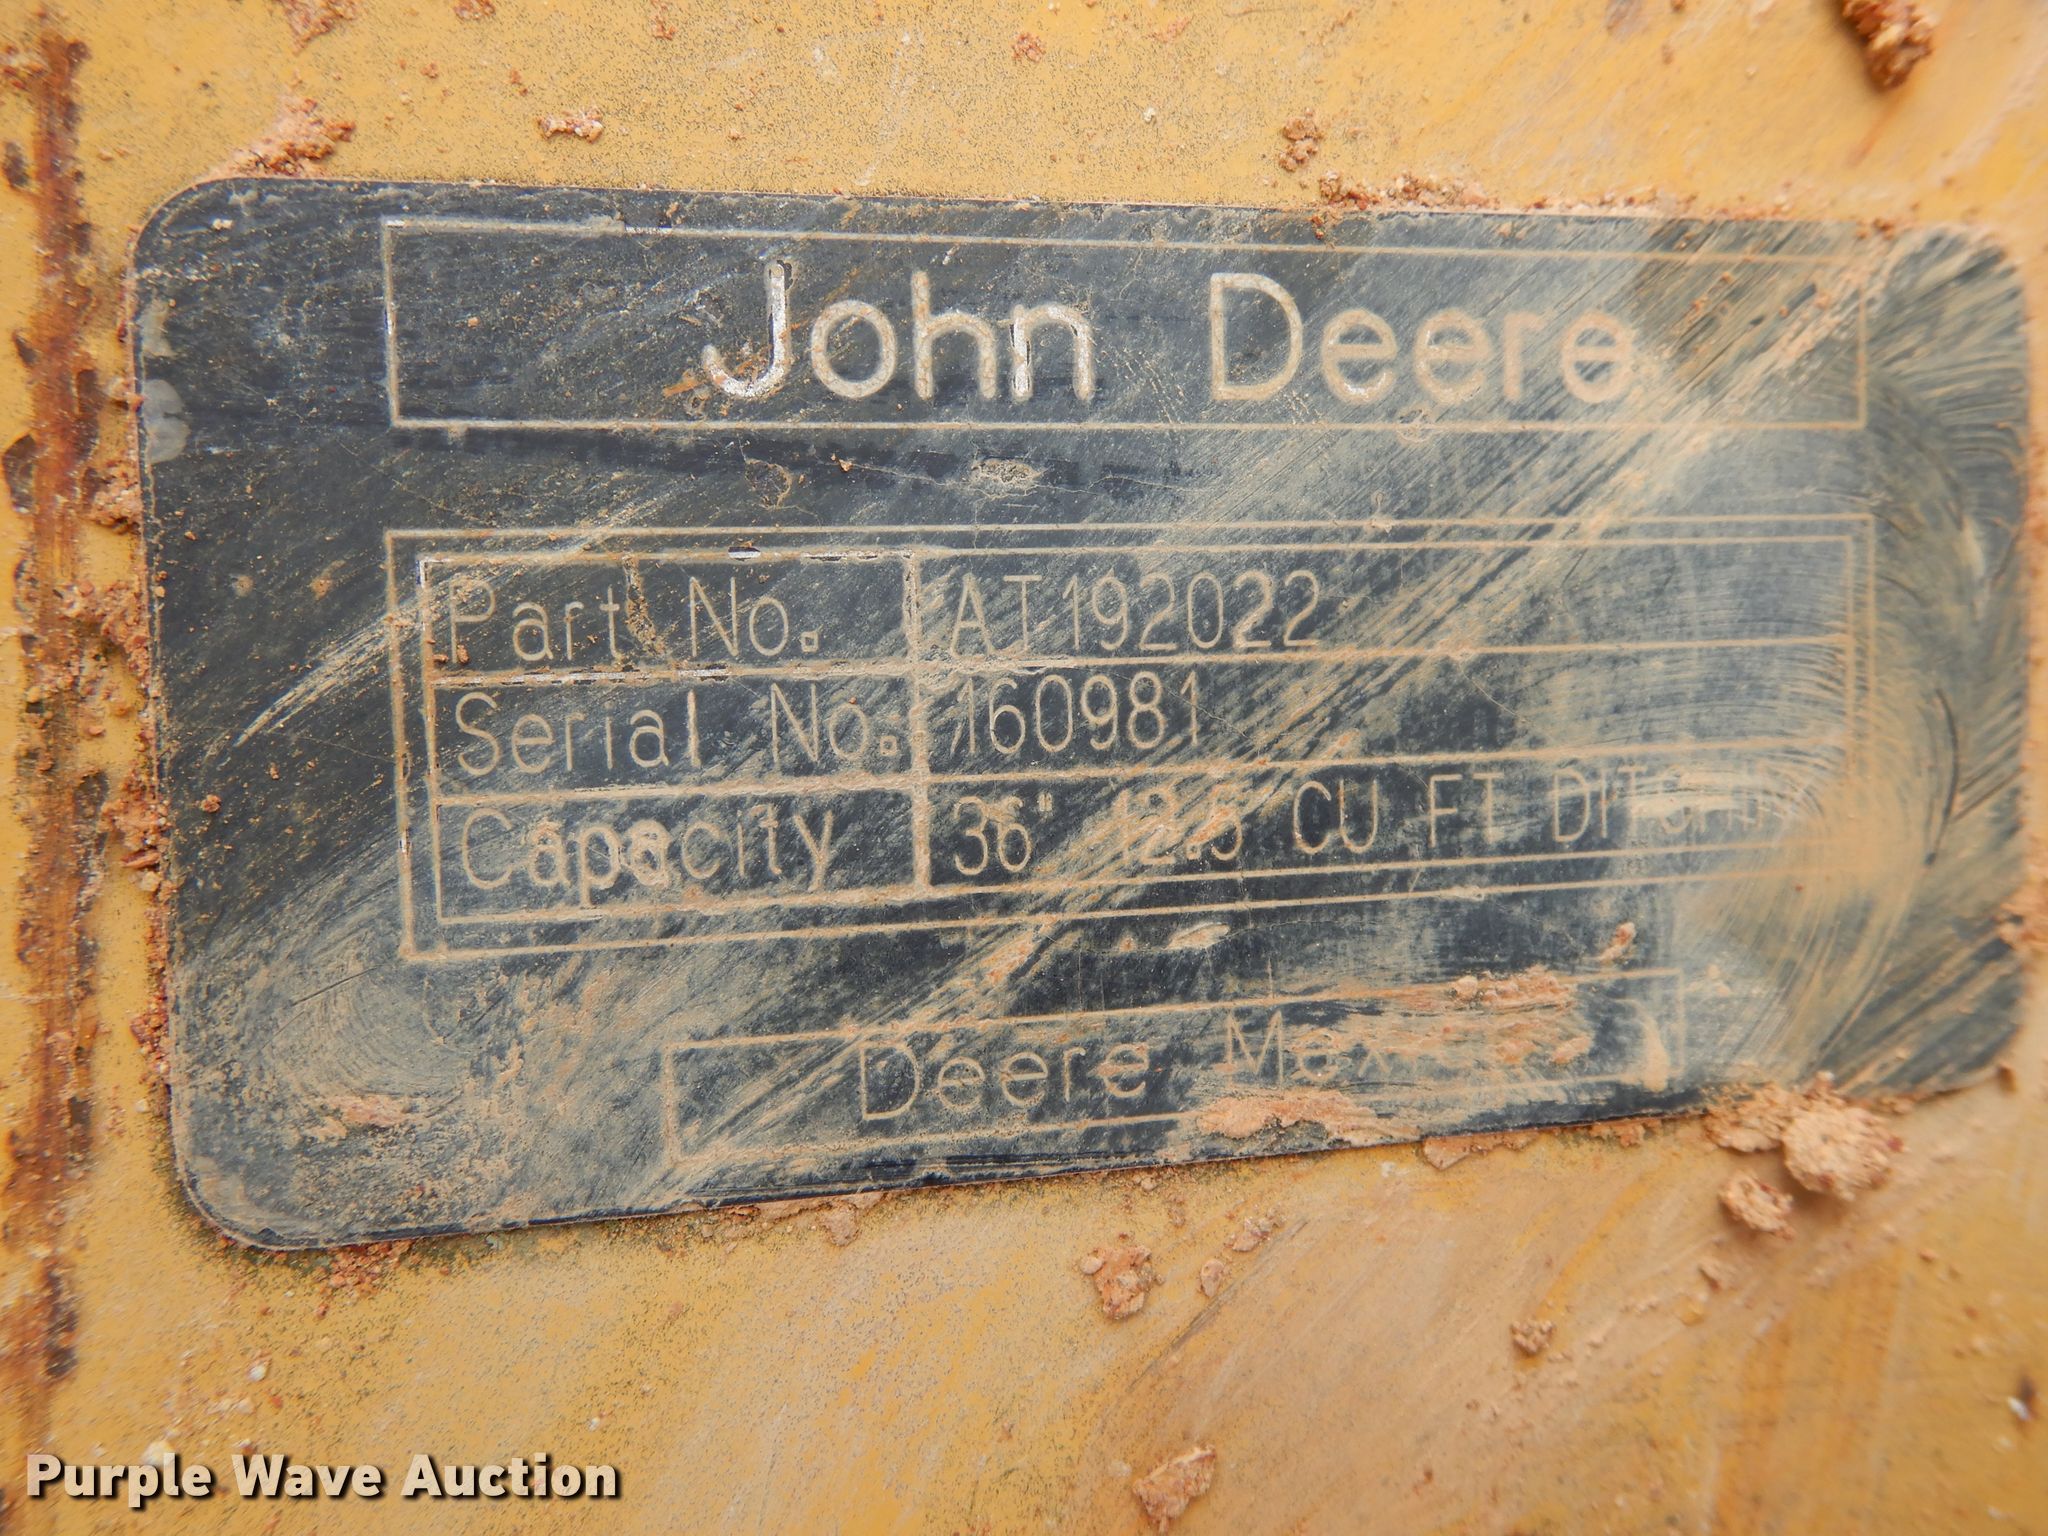 John Deere
Part No. AT192022
Serial No. 160981
Capacity 36" 12.5 CU FT
Deere
Purple Wave Auction